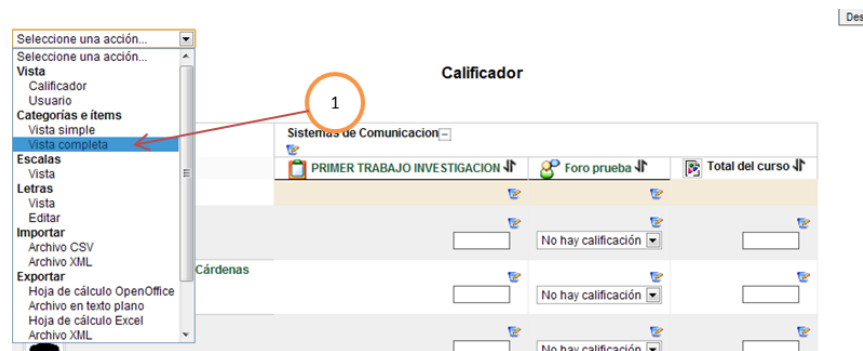 Des
Seleccione una acción...
Seleccione una acción...
Vista
Calificador
Usuario
Categorías e ítems
Vista simple
Vista completa
Escalas
Vista
Letras
Vista
Editar
Importar
Archivo CSV
Archivo XML
Exportar
Hoja de cálculo OpenOffice
Archivo en texto plano
Hoja de cálculo Excel
Archivo XML
Calificador
1
Sistemas de Comunicacion
PRIMER TRABAJO INVESTIGACION Foro prueba Total del curso
No hay calificación
Cárdenas
No hay calificación
No hay calificación